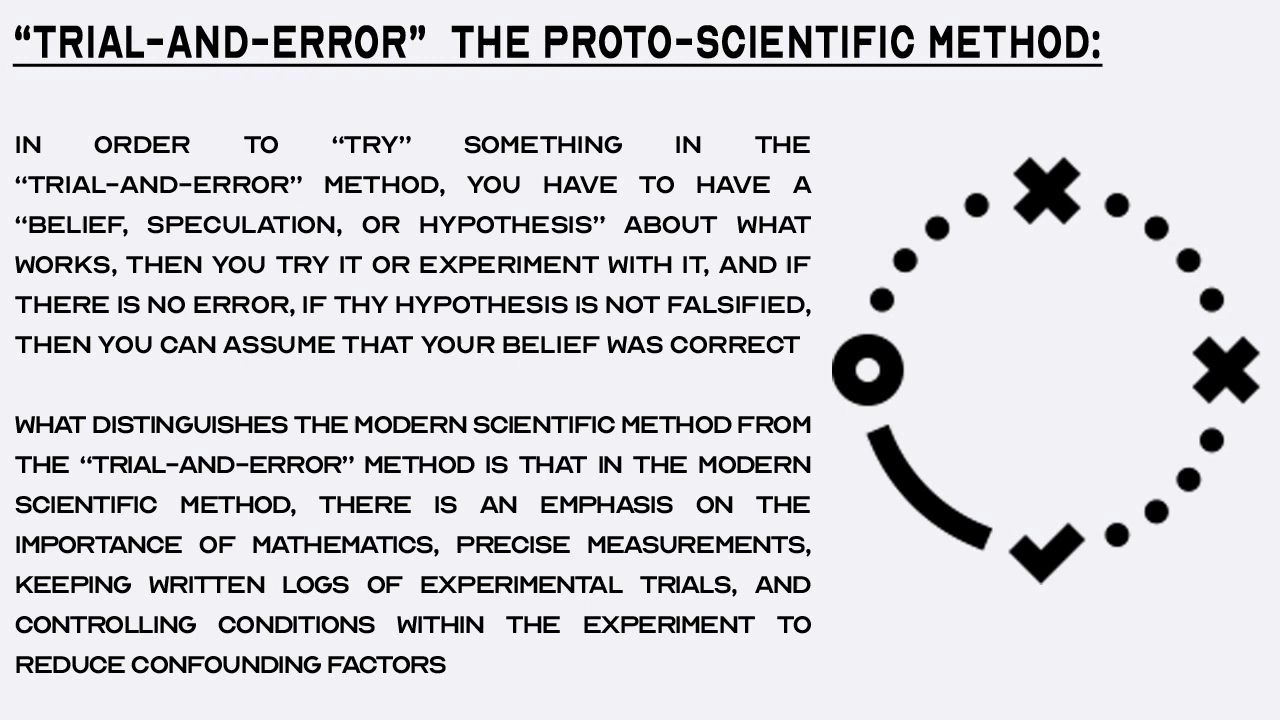 “TRIAL-AND-ERROR” THE PROTO-SCIENTIFIC METHOD:
IN ORDER TO “TRY” SOMETHING IN THE
“TRIAL-AND-ERROR” METHOD, YOU HAVE TO HAVE A
“BELIEF, SPECULATION, OR HYPOTHESIS” ABOUT WHAT
WORKS, THEN YOU TRY IT OR EXPERIMENT WITH IT, AND IF
THERE IS NO ERROR, IF THY HYPOTHESIS IS NOT FALSIFIED,
THEN YOU CAN ASSUME THAT YOUR BELIEF WAS CORRECT
WHAT DISTINGUISHES THE MODERN SCIENTIFIC METHOD FROM
THE “TRIAL-AND-ERROR” METHOD IS THAT IN THE MODERN
SCIENTIFIC METHOD, THERE IS AN EMPHASIS ON THE
IMPORTANCE OF MATHEMATICS, PRECISE MEASUREMENTS,
KEEPING WRITTEN LOGS OF EXPERIMENTAL TRIALS, AND
CONTROLLING CONDITIONS WITHIN THE EXPERIMENT TO
REDUCE CONFOUNDING FACTORS